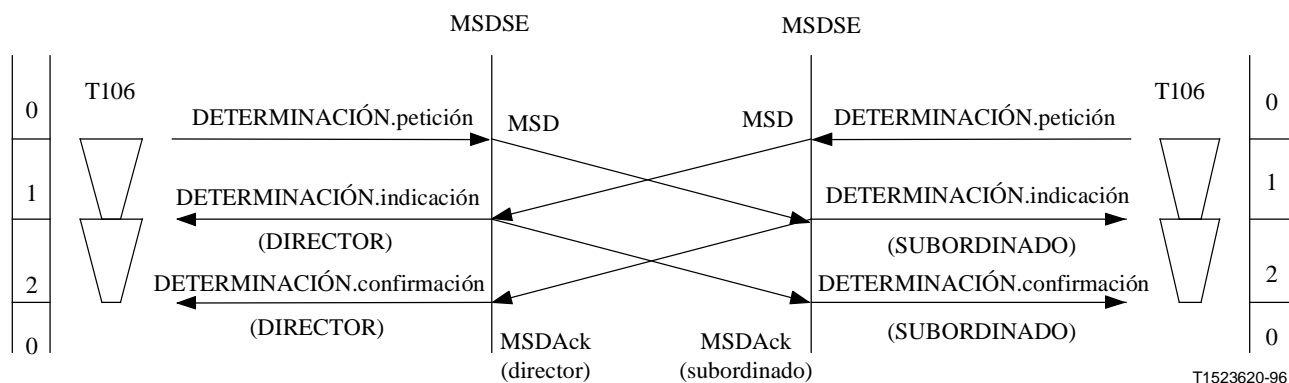 MSDSE
MSDSE
T106
T106
0
0
DETERMINACIÓN.petición
MSD
MSD
DETERMINACIÓN.petición
1
DETERMINACIÓN.indicación
DETERMINACIÓN.indicación
1
(DIRECTOR)
(SUBORDINADO)
2
DETERMINACIÓN.confirmación
DETERMINACIÓN.confirmación
2
(DIRECTOR)
(SUBORDINADO)
0
MSDAck
(director)
MSDAck
(subordinado)
0
T1523620-96